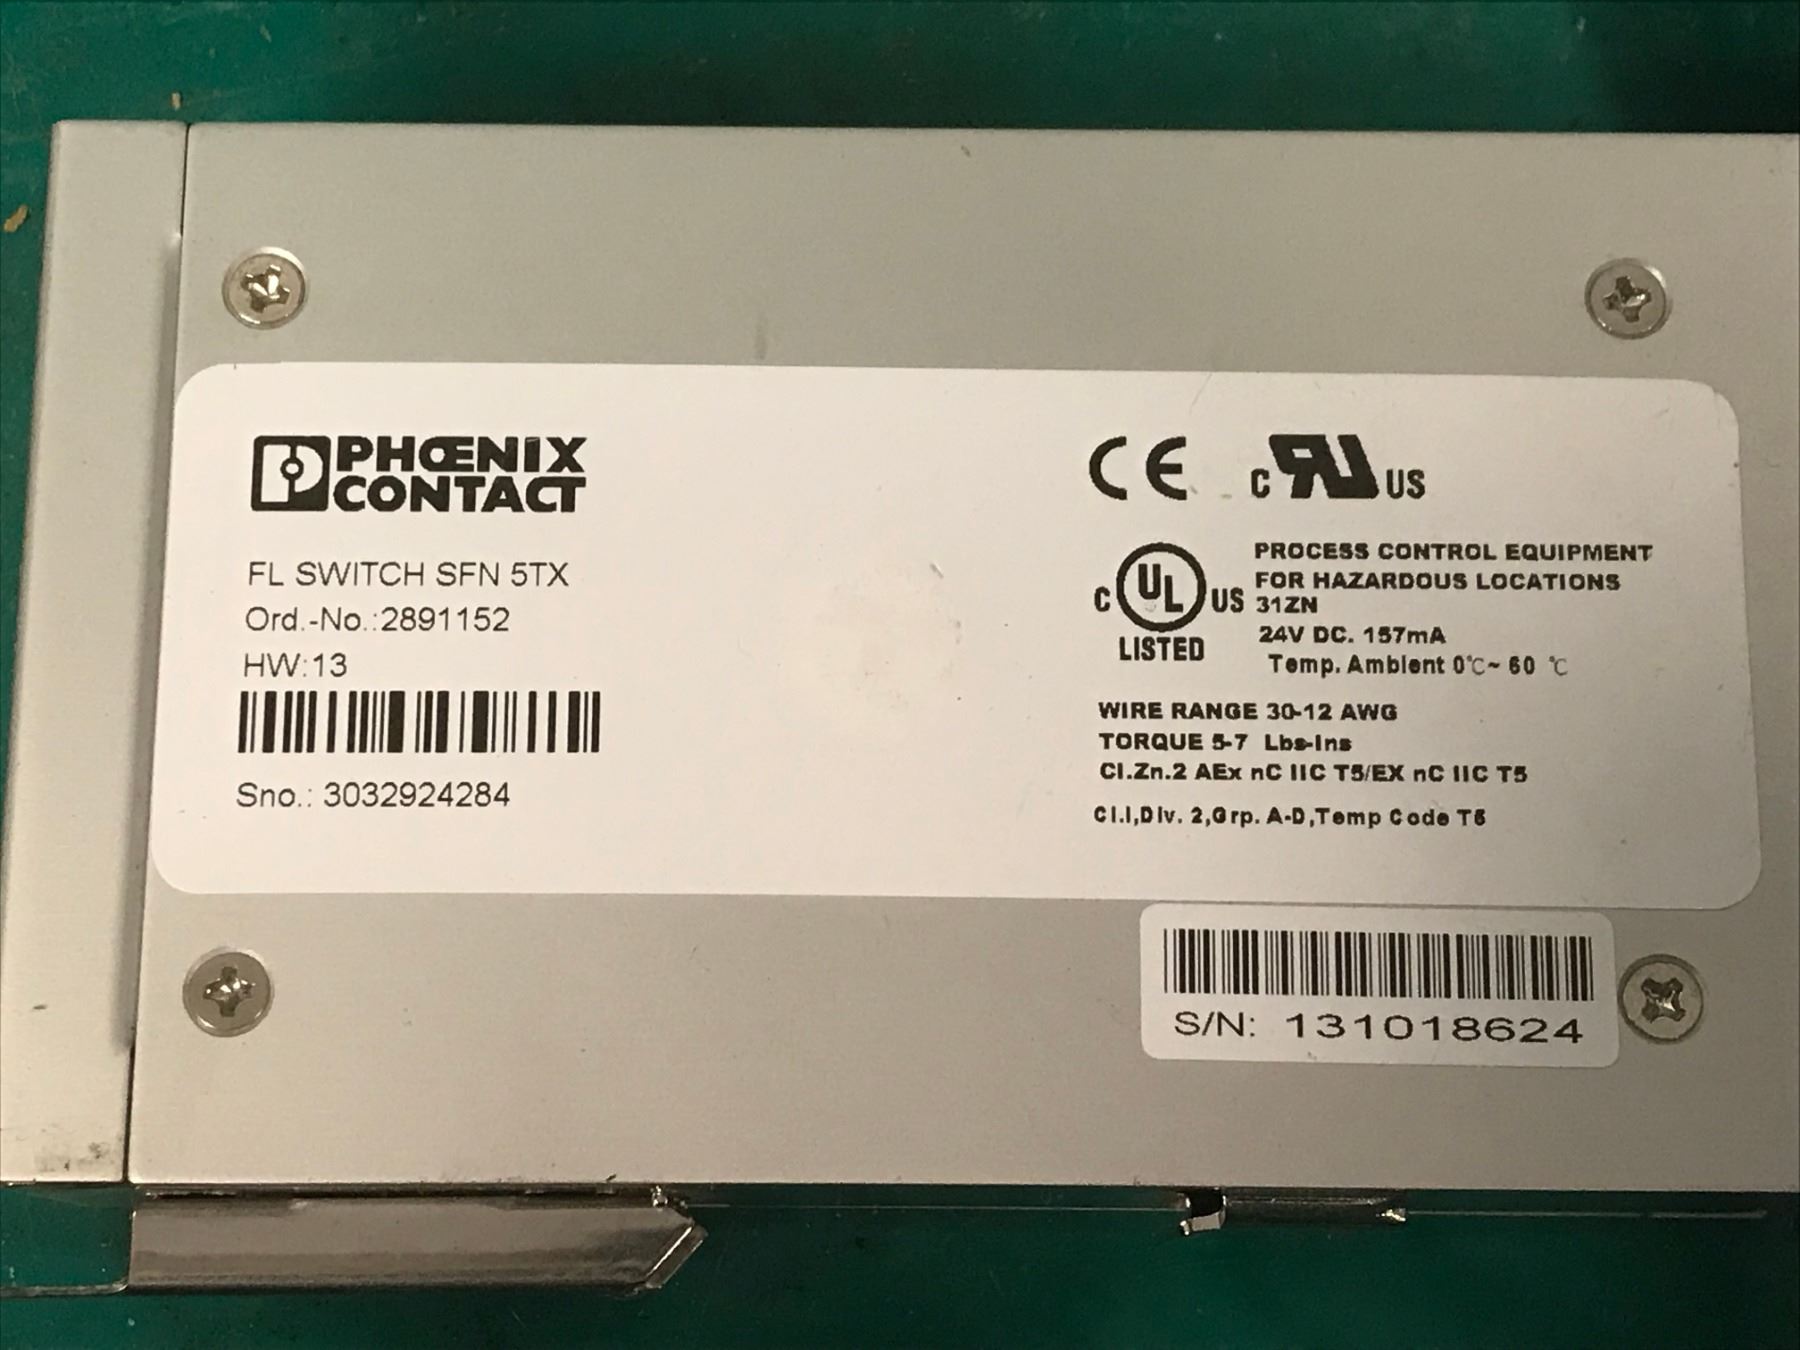 PHŒNIX
CONTACT
FL SWITCH SFN 5TX
Ord.-No.:2891152
HW:13
Sno.: 3032924284
CE c RU US
c UL US
LISTED
PROCESS CONTROL EQUIPMENT
FOR HAZARDOUS LOCATIONS
31ZN
24V DC. 157mA
Temp. Ambient 0℃~ 60 ℃
WIRE RANGE 30-12 AWG
TORQUE 5-7 Lbs-Ins
Cl.Zn.2 AEx nC IIC T5/EX nC IIC T5
Cl.I,Div. 2,Grp. A-D,Temp Code T5
S/N: 131018624